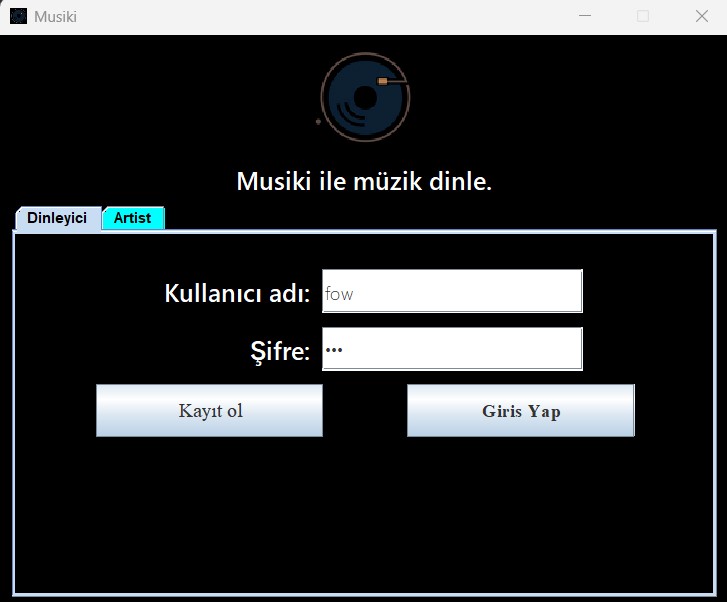 Musiki
Musiki ile müzik dinle.
Dinleyici Artist
Kullanıcı adı: fow
Şifre: •••
Kayıt ol Giris Yap